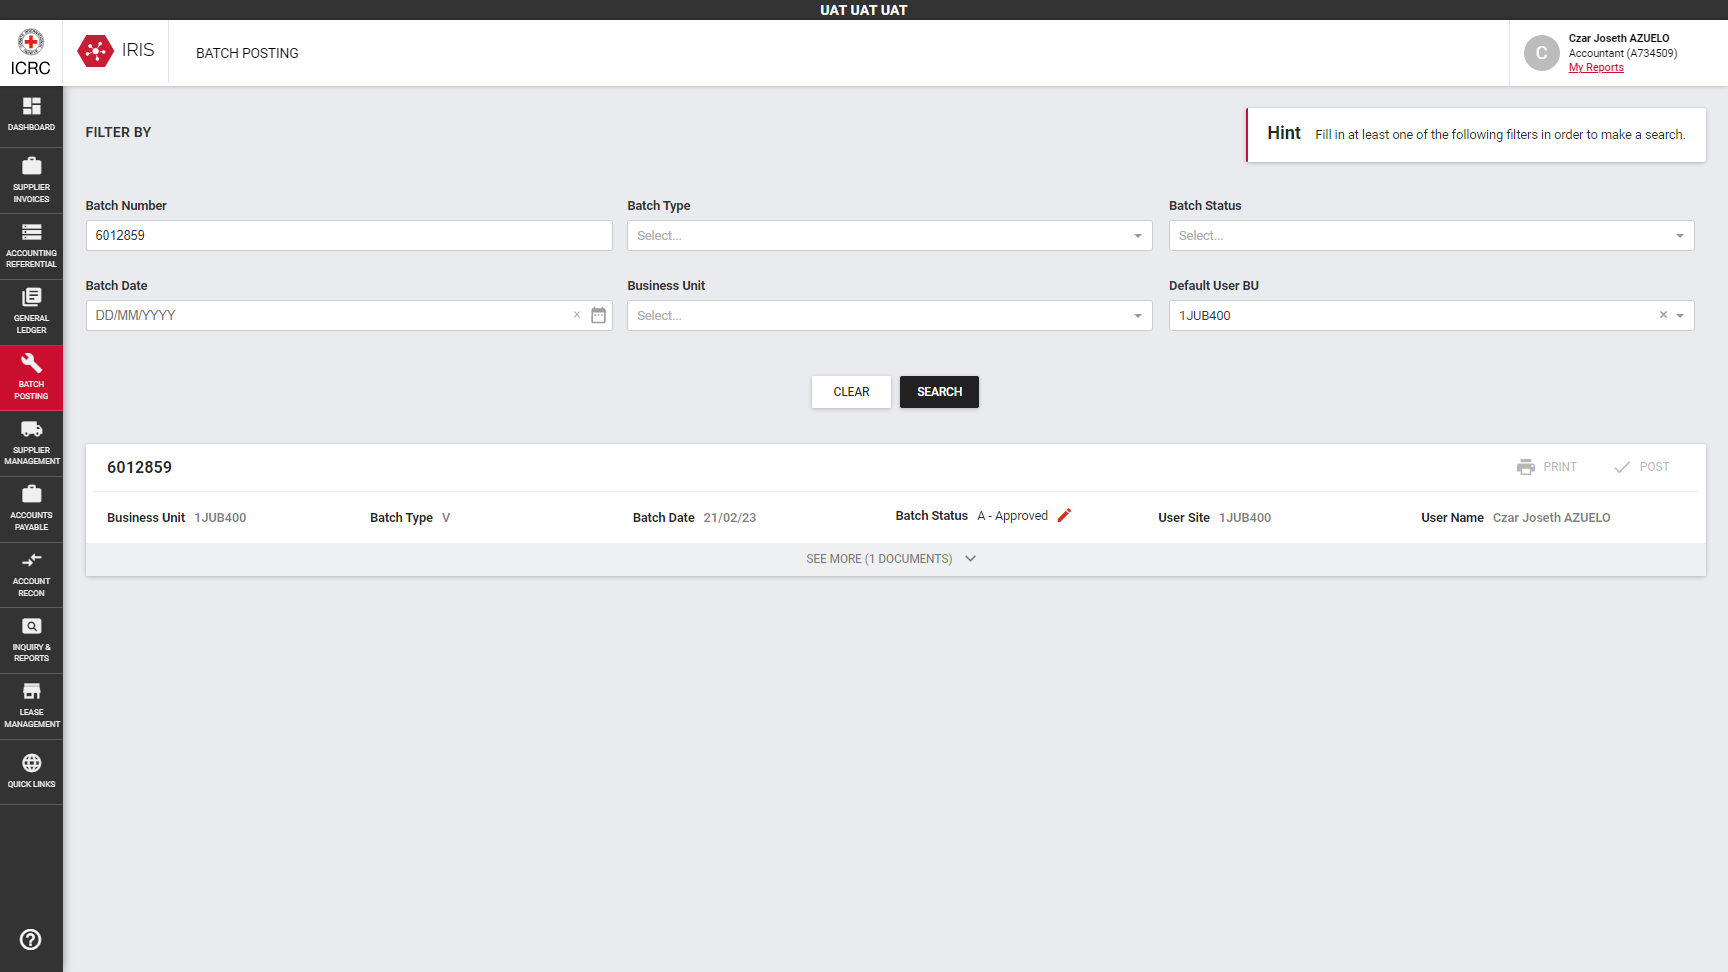 UAT UAT UAT
ICRC
IRIS
BATCH POSTING
C
Czar Joseth AZUELO
Accountant (A734509)
My Reports
DASHBOARD
SUPPLIER
INVOICES
ACCOUNTING
REFERENTIAL
GENERAL
LEDGER
BATCH
POSTING
SUPPLIER
MANAGEMENT
ACCOUNTS
PAYABLE
ACCOUNT
RECON
INQUIRY &
REPORTS
LEASE
MANAGEMENT
QUICK LINKS
FILTER BY
Hint Fill in at least one of the following filters in order to make a search.
Batch Number Batch Type Batch Status
6012859 Select... Select...
Batch Date Business Unit Default User BU
DD/MM/YYYY Select... 1JUB400
CLEAR SEARCH
6012859 PRINT POST
Business Unit 1JUB400 Batch Type V Batch Date 21/02/23 Batch Status A - Approved User Site 1JUB400 User Name Czar Joseth AZUELO
SEE MORE (1 DOCUMENTS)